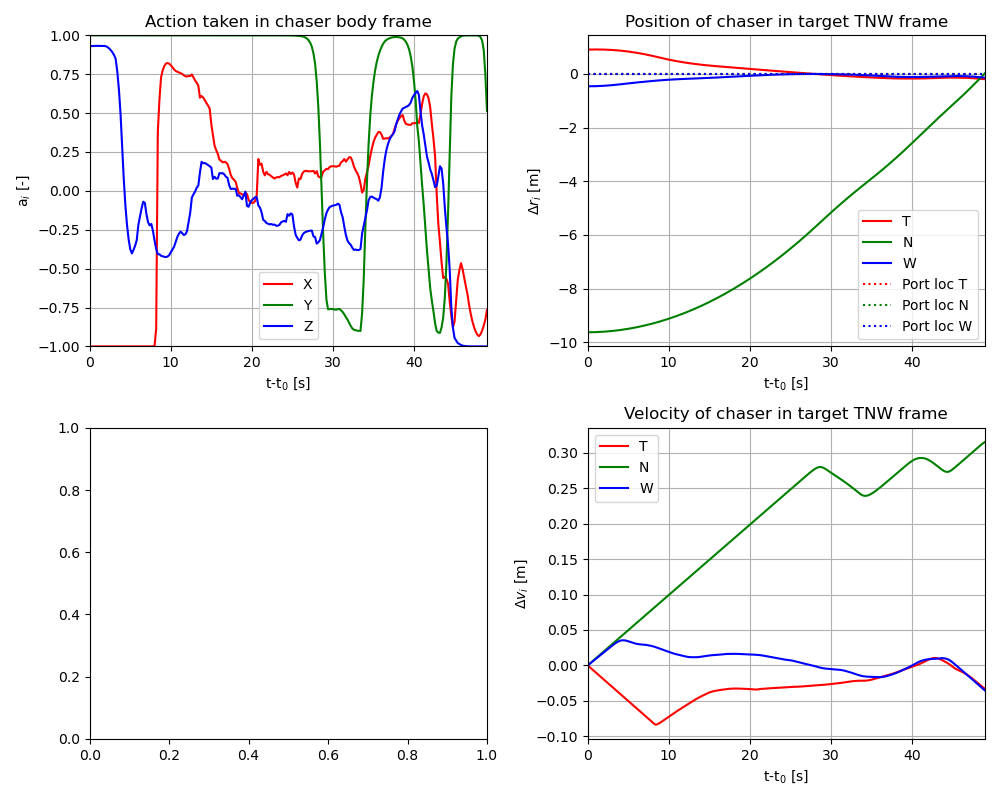 Action taken in chaser body frame
aᵢ [-]
1.00
0.75
0.50
0.25
0.00
−0.25
−0.50
−0.75
−1.00
X
Y
Z
0 10 20 30 40
t-t₀ [s]
Position of chaser in target TNW frame
Δrᵢ [m]
0
−2
−4
−6
−8
−10
T
N
W
Port loc T
Port loc N
Port loc W
0 10 20 30 40
t-t₀ [s]
1.0
0.8
0.6
0.4
0.2
0.0
0.0 0.2 0.4 0.6 0.8 1.0
Velocity of chaser in target TNW frame
Δvᵢ [m]
0.30
0.25
0.20
0.15
0.10
0.05
0.00
−0.05
−0.10
T
N
W
0 10 20 30 40
t-t₀ [s]